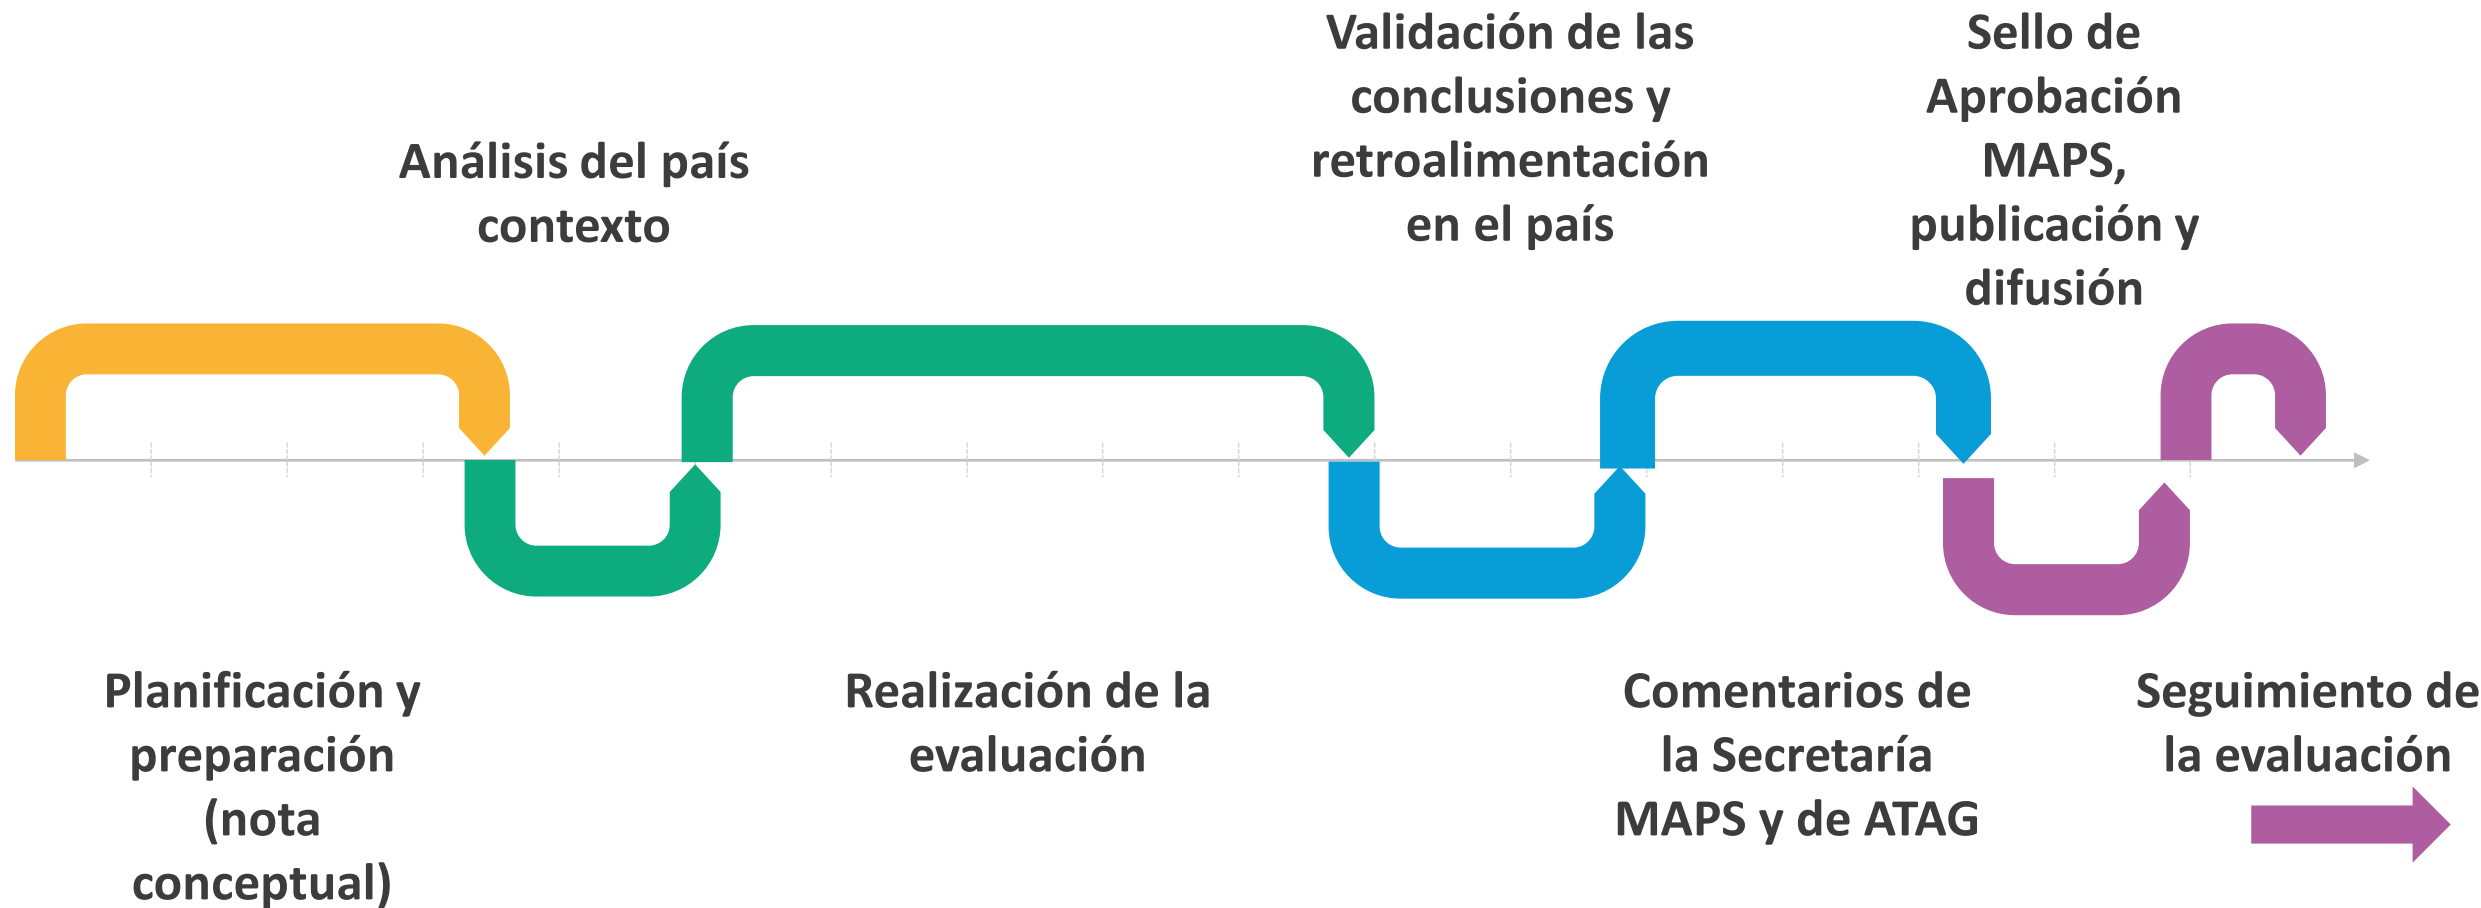 Planificación y
preparación
(nota
conceptual)
Análisis del país
contexto
Realización de la
evaluación
Validación de las
conclusiones y
retroalimentación
en el país
Comentarios de
la Secretaría
MAPS y de ATAG
Sello de
Aprobación
MAPS,
publicación y
difusión
Seguimiento de
la evaluación